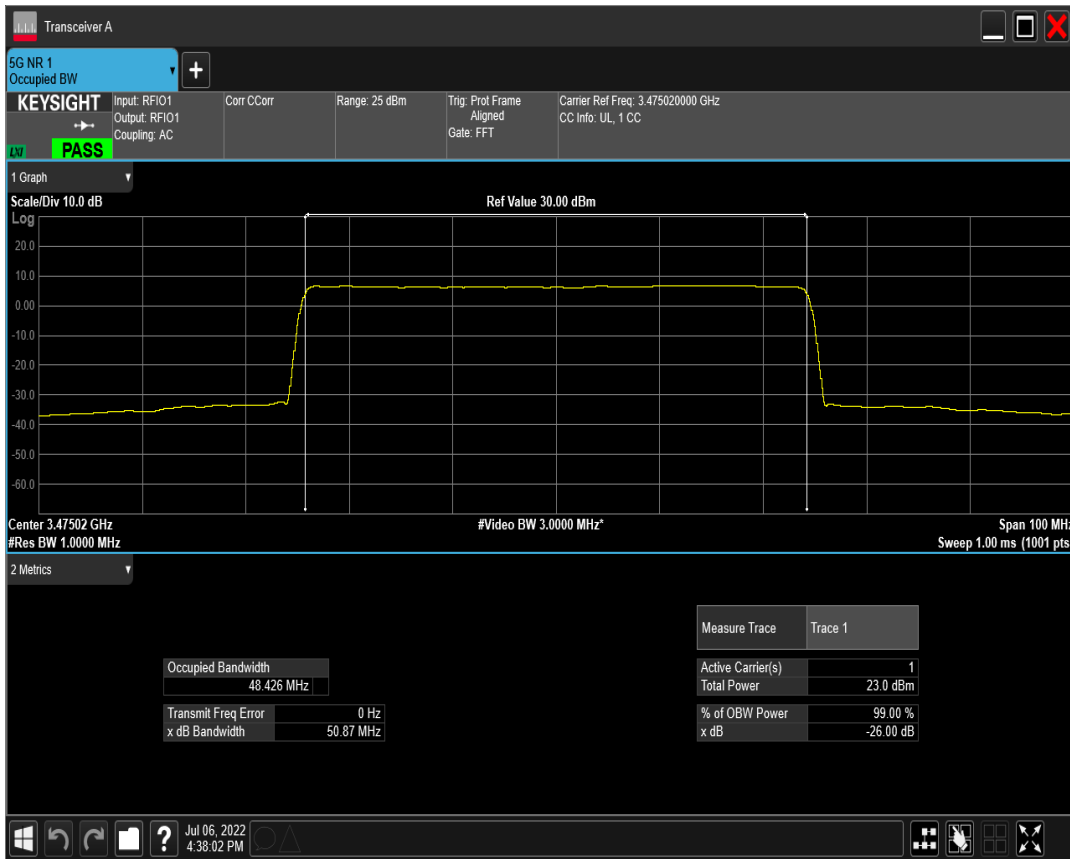 Transceiver A
5G NR 1
Occupied BW
KEYSIGHT
LXI
PASS
Input: RFIO1
Output: RFIO1
Coupling: AC
Corr CCorr
Range: 25 dBm
Trig: Prot Frame
Aligned
Gate: FFT
Carrier Ref Freq: 3.475020000 GHz
CC Info: UL, 1 CC
1 Graph
Scale/Div 10.0 dB
Ref Value 30.00 dBm
Log
20.0
10.0
0.00
-10.0
-20.0
-30.0
-40.0
-50.0
-60.0
Center 3.47502 GHz
#Video BW 3.0000 MHz*
Span 100 MHz
#Res BW 1.0000 MHz
Sweep 1.00 ms (1001 pts
2 Metrics
Measure Trace Trace 1
Occupied Bandwidth
48.426 MHz
Active Carrier(s) 1
Total Power 23.0 dBm
Transmit Freq Error 0 Hz
x dB Bandwidth 50.87 MHz
% of OBW Power 99.00 %
x dB -26.00 dB
?
Jul 06, 2022
4:38:02 PM